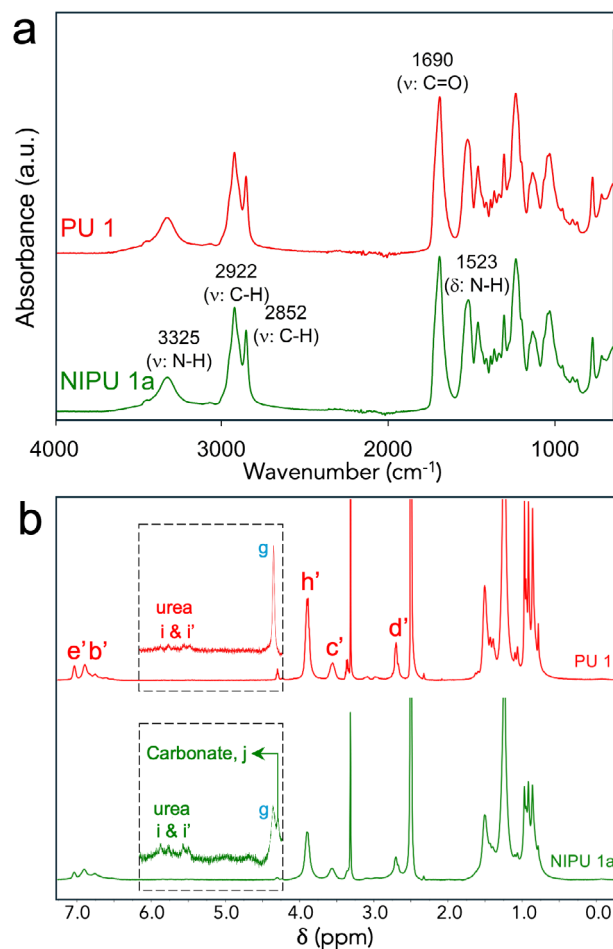 a
1690
(ν: C=O)
PU 1
2922
(ν: C-H)
2852
(ν: C-H)
1523
(δ: N-H)
3325
(ν: N-H)
NIPU 1a
Absorbance (a.u.)
4000 3000 2000 1000
Wavenumber (cm⁻¹)
b
g
urea
i & i’
e’ b’
h’
c’
d’
PU 1
Carbonate, j
urea
i & i’
g
NIPU 1a
7.0 6.0 5.0 4.0 3.0 2.0 1.0 0.0
δ (ppm)